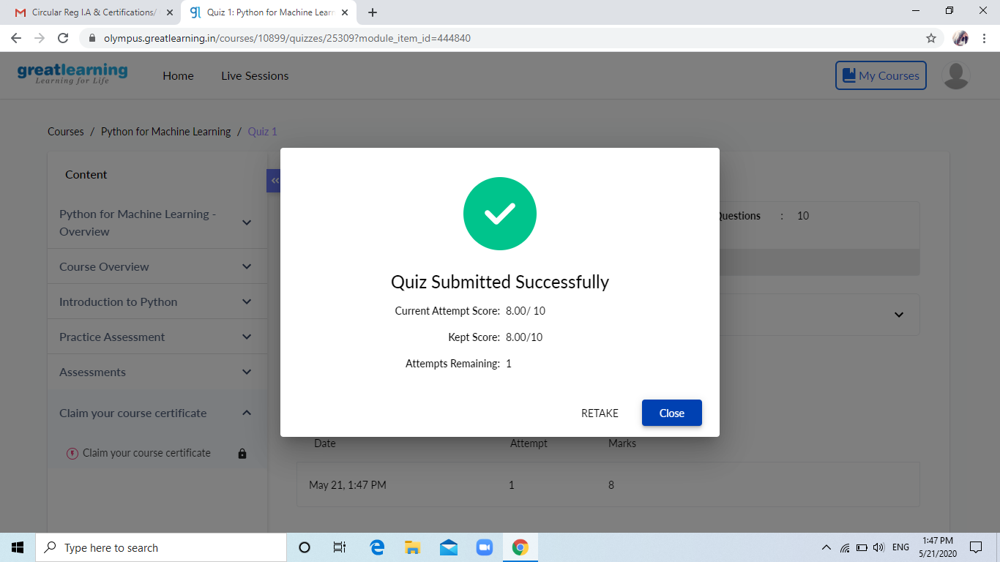 Circular Reg I.A & Certifications/
Quiz 1: Python for Machine Learn
olympus.greatlearning.in/courses/10899/quizzes/25309?module_item_id=444840
greatlearning
Learning for Life
Home
Live Sessions
My Courses
Courses / Python for Machine Learning / Quiz 1
Content
Python for Machine Learning -
Overview
Course Overview
Introduction to Python
Practice Assessment
Assessments
Claim your course certificate
Claim your course certificate
Questions : 10
Quiz Submitted Successfully
Current Attempt Score: 8.00/ 10
Kept Score: 8.00/10
Attempts Remaining: 1
RETAKE
Close
Date Attempt Marks
May 21, 1:47 PM 1 8
Type here to search
ENG
1:47 PM
5/21/2020